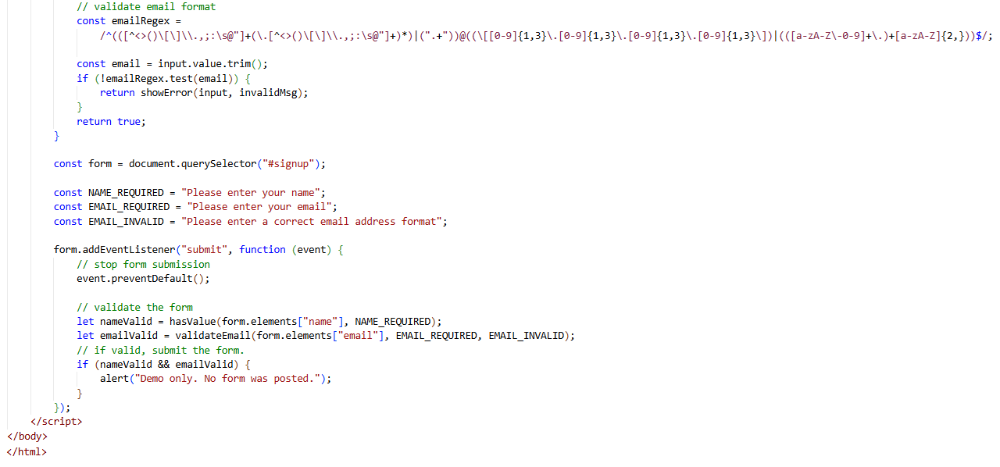 // validate email format
const emailRegex =
/^(([^<>()\[\]\\.,;:\s@"]+(\.[^<>()\[\]\\.,;:\s@"]+)*)|(".+"))@((\[[0-9]{1,3}\.[0-9]{1,3}\.[0-9]{1,3}\.[0-9]{1,3}\])|(([a-zA-Z\-0-9]+\.)+[a-zA-Z]{2,}))$/;
const email = input.value.trim();
if (!emailRegex.test(email)) {
return showError(input, invalidMsg);
}
return true;
}
const form = document.querySelector("#signup");
const NAME_REQUIRED = "Please enter your name";
const EMAIL_REQUIRED = "Please enter your email";
const EMAIL_INVALID = "Please enter a correct email address format";
form.addEventListener("submit", function (event) {
// stop form submission
event.preventDefault();
// validate the form
let nameValid = hasValue(form.elements["name"], NAME_REQUIRED);
let emailValid = validateEmail(form.elements["email"], EMAIL_REQUIRED, EMAIL_INVALID);
// if valid, submit the form.
if (nameValid && emailValid) {
alert("Demo only. No form was posted.");
}
});
</script>
</body>
</html>